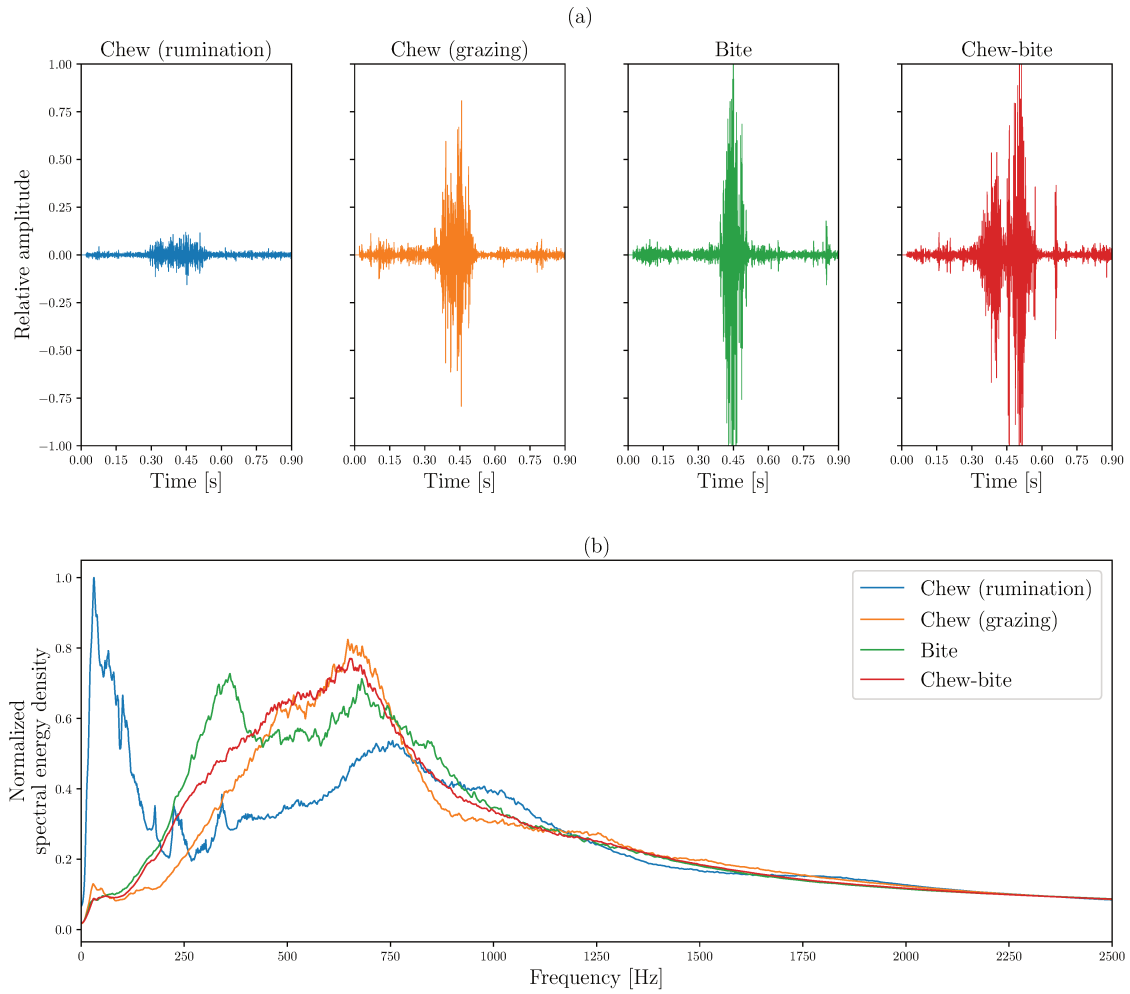 (a)
Chew (rumination) Chew (grazing) Bite Chew-bite
Relative amplitude
1.00
0.75
0.50
0.25
0.00
−0.25
−0.50
−0.75
−1.00
0.00 0.15 0.30 0.45 0.60 0.75 0.90 0.00 0.15 0.30 0.45 0.60 0.75 0.90 0.00 0.15 0.30 0.45 0.60 0.75 0.90 0.00 0.15 0.30 0.45 0.60 0.75 0.90
Time [s] Time [s] Time [s] Time [s]
(b)
Normalized
spectral energy density
1.0
0.8
0.6
0.4
0.2
0.0
Chew (rumination)
Chew (grazing)
Bite
Chew-bite
0 250 500 750 1000 1250 1500 1750 2000 2250 2500
Frequency [Hz]